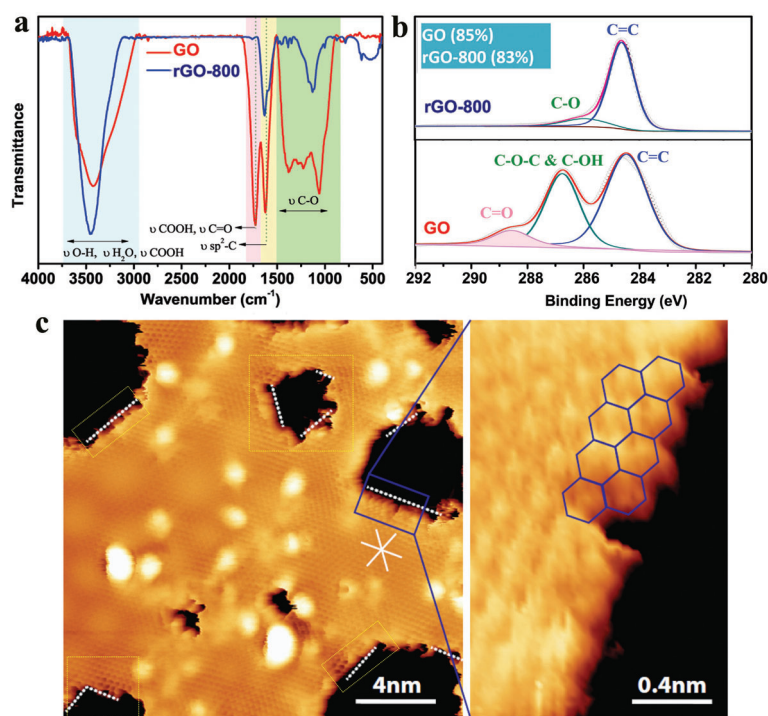 a
GO
rGO-800
Transmittance
υ COOH, υ C=O
υ sp²-C
υ C-O
υ O-H, υ H₂O, υ COOH
4000 3500 3000 2500 2000 1500 1000 500
Wavenumber (cm⁻¹)
b
GO (85%)
rGO-800 (83%)
C=C
C-O
rGO-800
C-O-C & C-OH
C=C
C=O
GO
292 290 288 286 284 282 280
Binding Energy (eV)
c
4nm
0.4nm